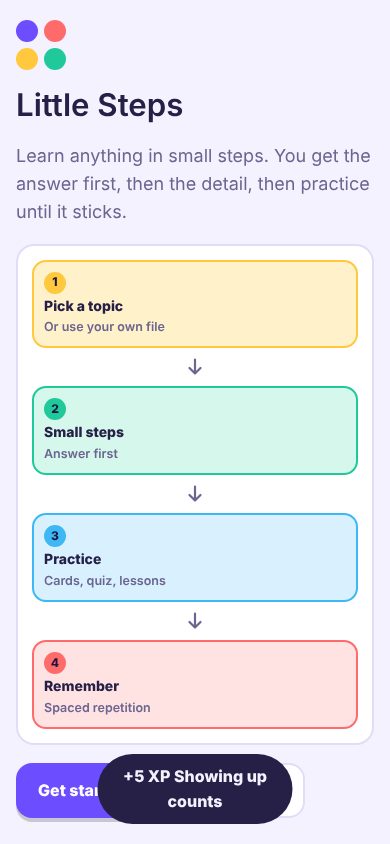 Little Steps
Learn anything in small steps. You get the
answer first, then the detail, then practice
until it sticks.
1
Pick a topic
Or use your own file
2
Small steps
Answer first
3
Practice
Cards, quiz, lessons
4
Remember
Spaced repetition
Get
+5 XP Showing up
counts